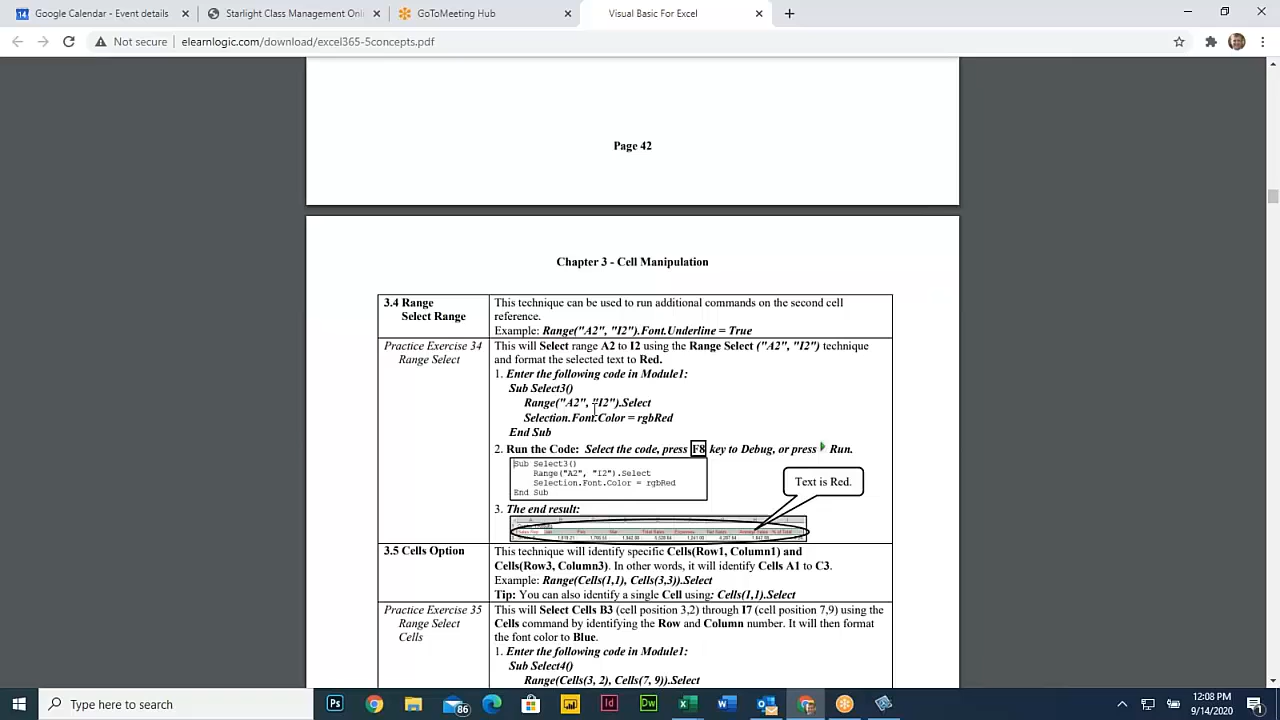 Google Calendar - Event details
Starlight Class Management Onli
GoToMeeting Hub
Visual Basic For Excel
Not secure
elearnlogic.com/download/excel365-5concepts.pdf
Page 42
Chapter 3 - Cell Manipulation
3.4 Range
Select Range
This technique can be used to run additional commands on the second cell
reference.
Example: Range("A2", "I2").Font.Underline = True
Practice Exercise 34
Range Select
This will Select range A2 to I2 using the Range Select ("A2", "I2") technique
and format the selected text to Red.
1. Enter the following code in Module1:
Sub Select3()
Range("A2", "I2").Select
Selection.Font.Color = rgbRed
End Sub
2. Run the Code: Select the code, press F8 key to Debug, or press Run.
Sub Select3()
Range("A2", "I2").Select
Selection.Font.Color = rgbRed
End Sub
Text is Red.
3. The end result:
3.5 Cells Option
This technique will identify specific Cells(Row1, Column1) and
Cells(Row3, Column3). In other words, it will identify Cells A1 to C3.
Example: Range(Cells(1,1), Cells(3,3)).Select
Tip: You can also identify a single Cell using: Cells(1,1).Select
Practice Exercise 35
Range Select
Cells
This will Select Cells B3 (cell position 3,2) through I7 (cell position 7,9) using the
Cells command by identifying the Row and Column number. It will then format
the font color to Blue.
1. Enter the following code in Module1:
Sub Select4()
Range(Cells(3, 2), Cells(7, 9)).Select
Type here to search
86
12:08 PM
9/14/2020